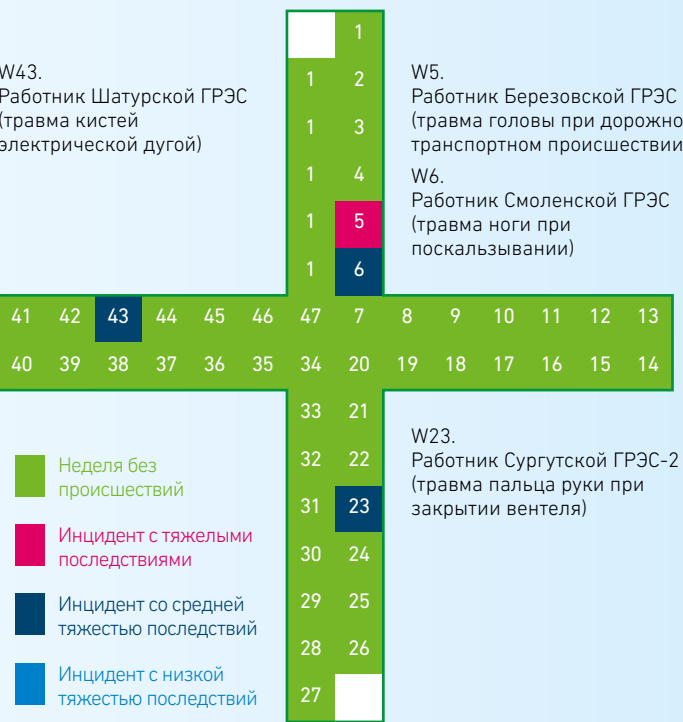 1
W43.
Работник Шатурской ГРЭС
(травма кистей
электрической дугой)
1 2
1 3
1 4
1 5
1 6
W5.
Работник Березовской ГРЭС
(травма головы при дорожно
транспортном происшествии
W6.
Работник Смоленской ГРЭС
(травма ноги при
поскальзывании)
41 42 43 44 45 46 47 7 8 9 10 11 12 13
40 39 38 37 36 35 34 20 19 18 17 16 15 14
33 21
32 22
31 23
30 24
29 25
28 26
27
W23.
Работник Сургутской ГРЭС-2
(травма пальца руки при
закрытии вентеля)
Неделя без
происшествий
Инцидент с тяжелыми
последствиями
Инцидент со средней
тяжестью последствий
Инцидент с низкой
тяжестью последствий